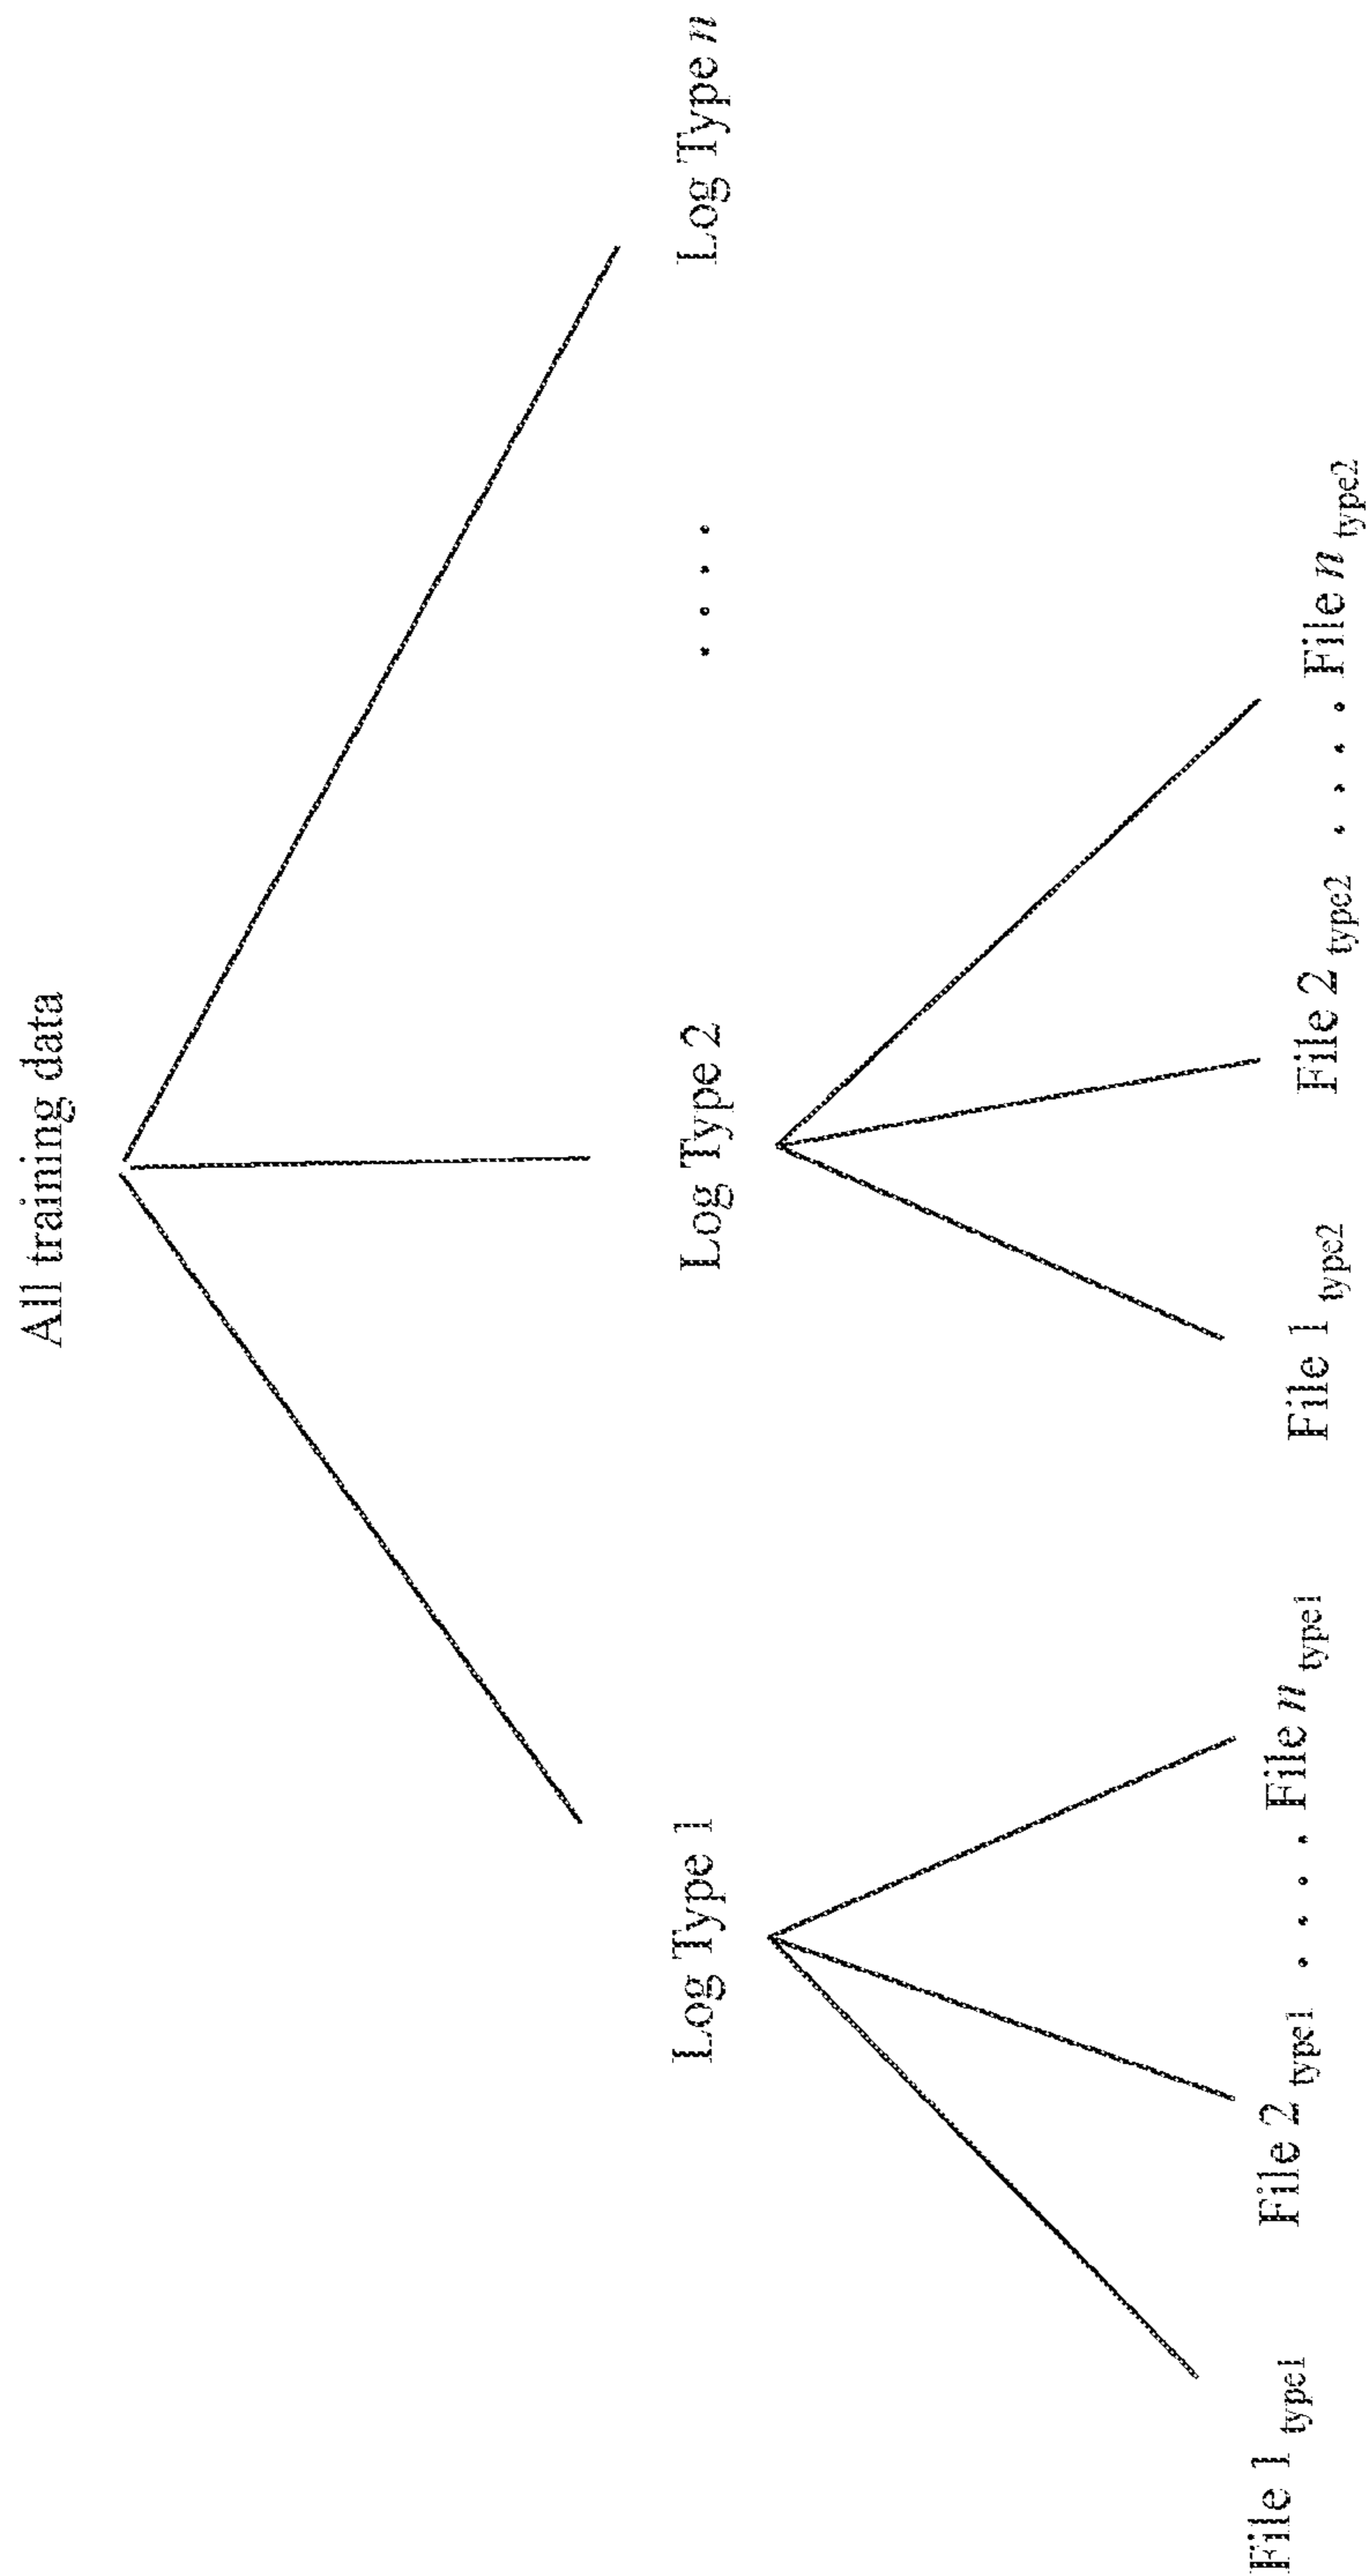 All training data
Log Type 1 Log Type 2 . . . . Log Type n
File 1 type1 File 2 type1 . . . . File n type1 File 1 type2 File 2 type2 . . . . File n type2